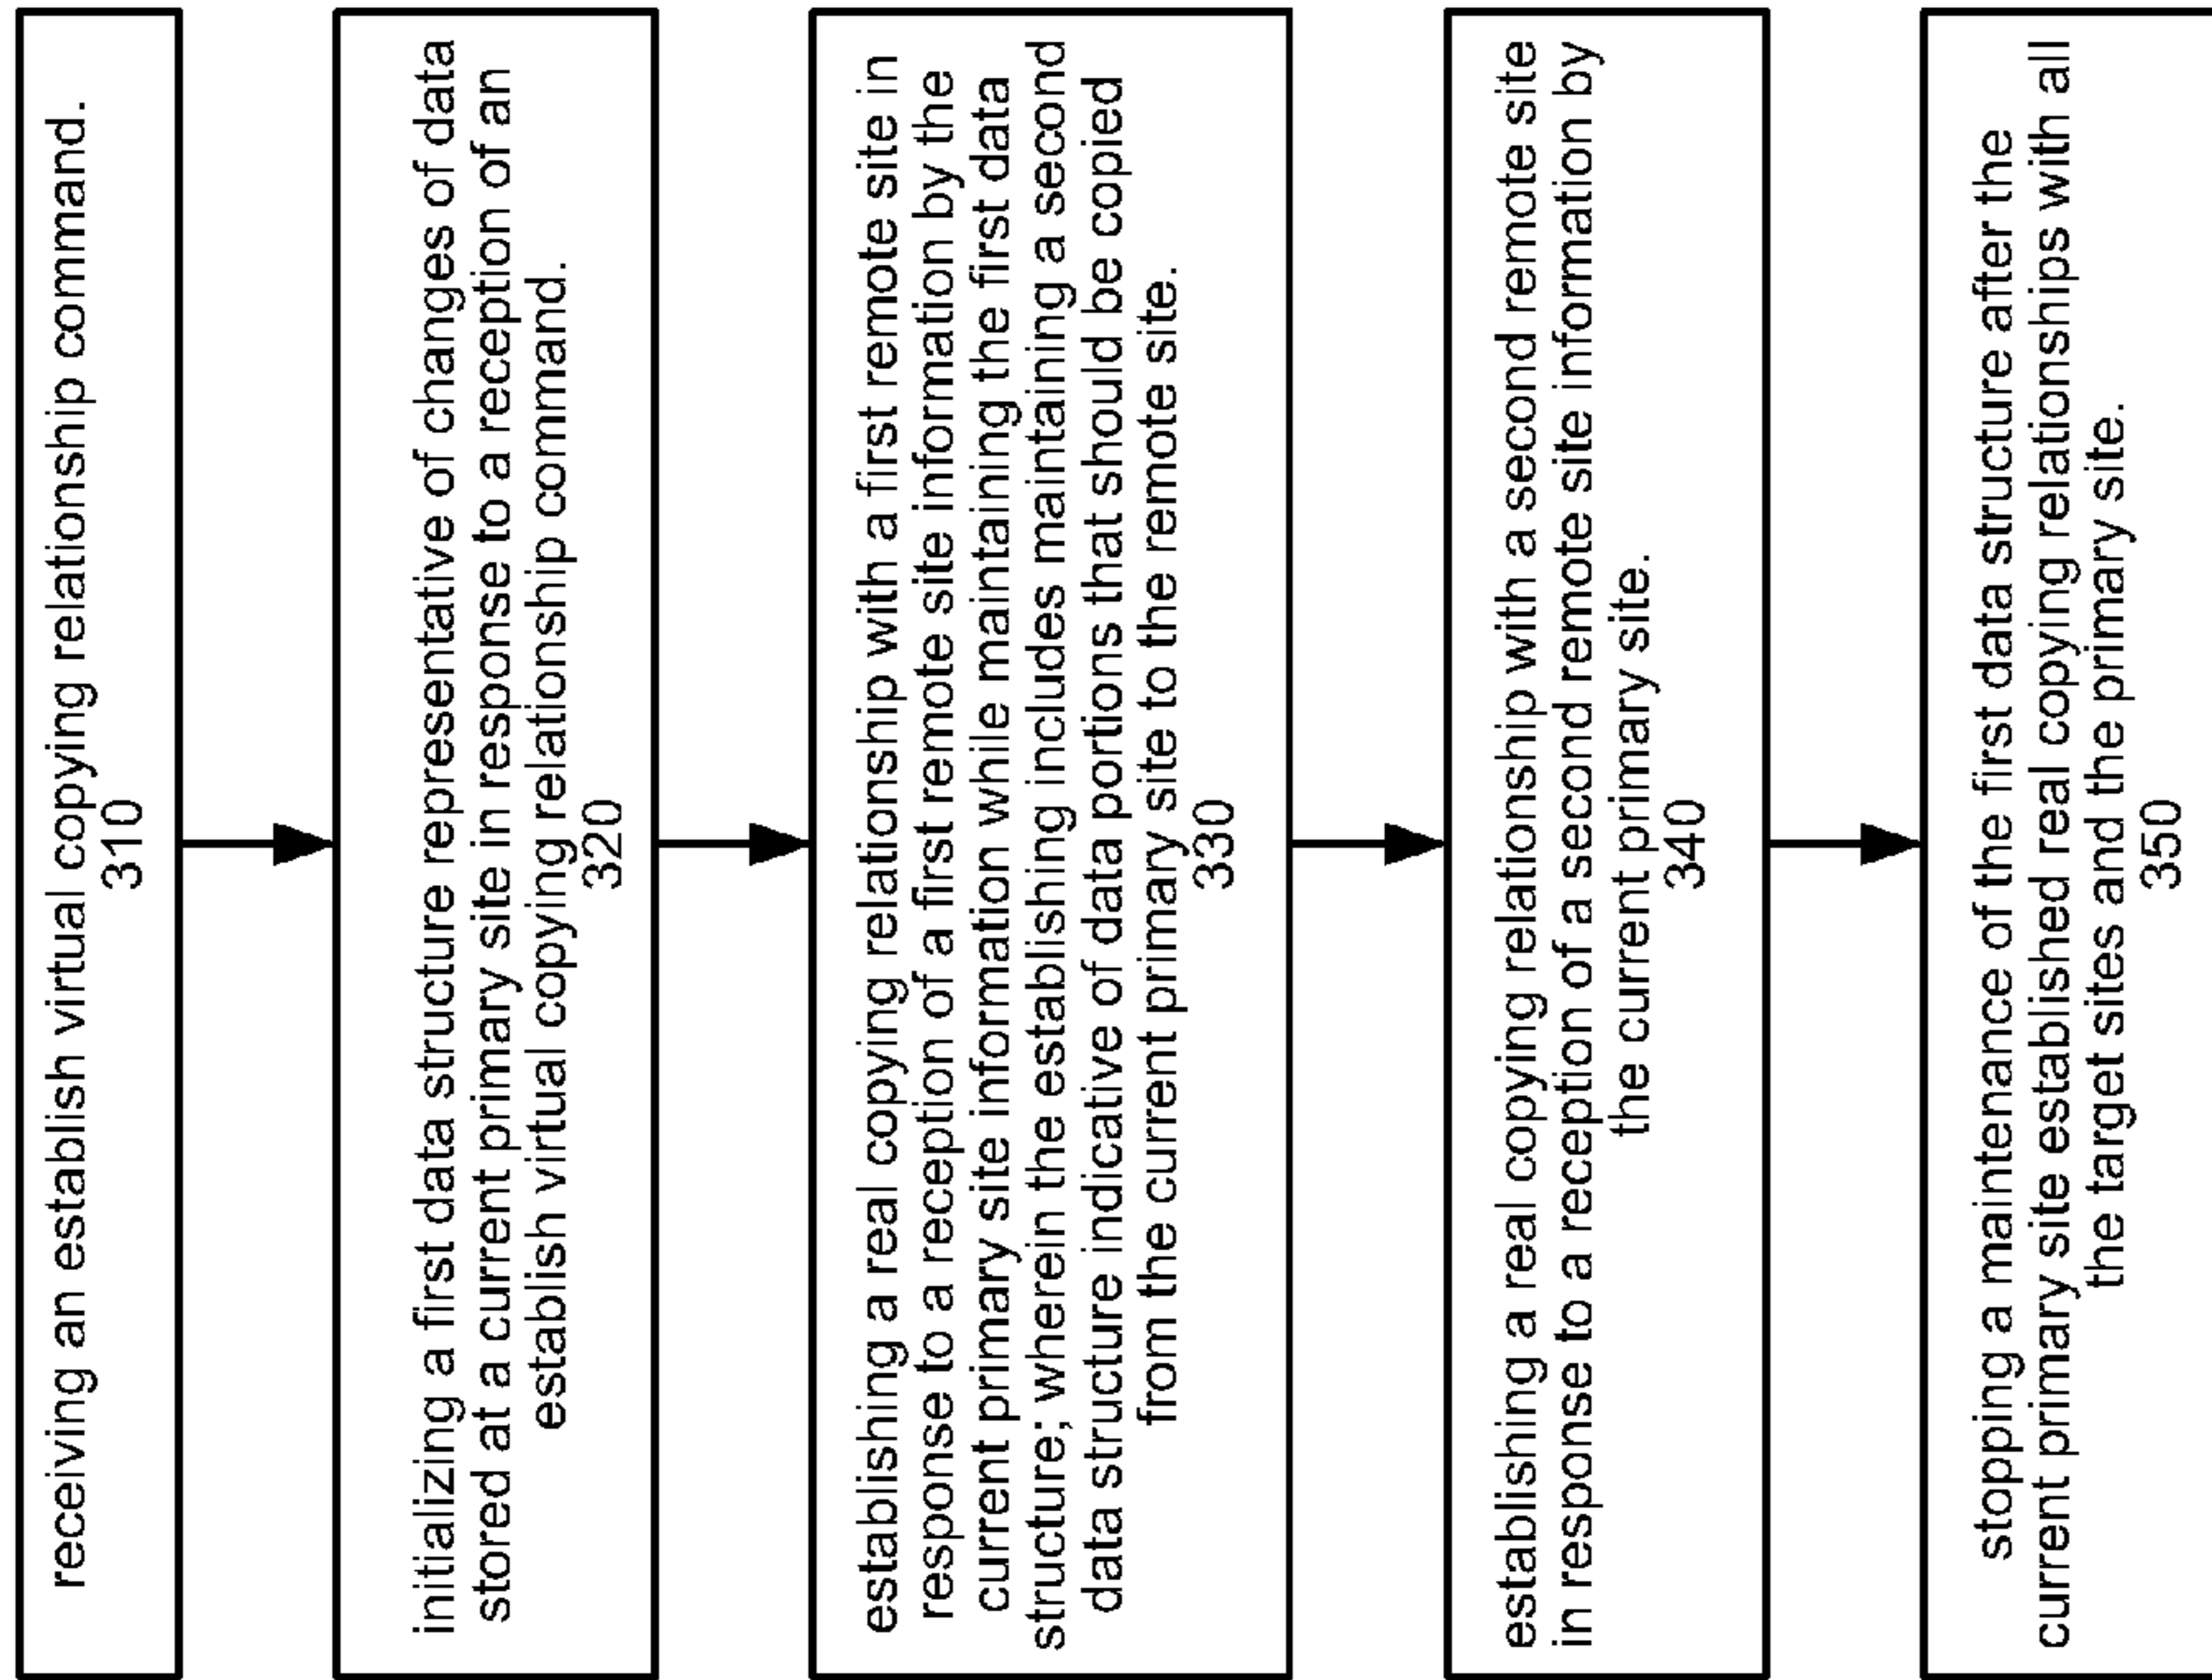 receiving an establish virtual copying relationship command.
310
initializing a first data structure representative of changes of data
stored at a current primary site in response to a reception of an
establish virtual copying relationship command.
320
establishing a real copying relationship with a first remote site in
response to a reception of a first remote site information by the
current primary site information while maintaining the first data
structure; wherein the establishing includes maintaining a second
data structure indicative of data portions that should be copied
from the current primary site to the remote site.
330
establishing a real copying relationship with a second remote site
in response to a reception of a second remote site information by
the current primary site.
340
stopping a maintenance of the first data structure after the
current primary site established real copying relationships with all
the target sites and the primary site.
350